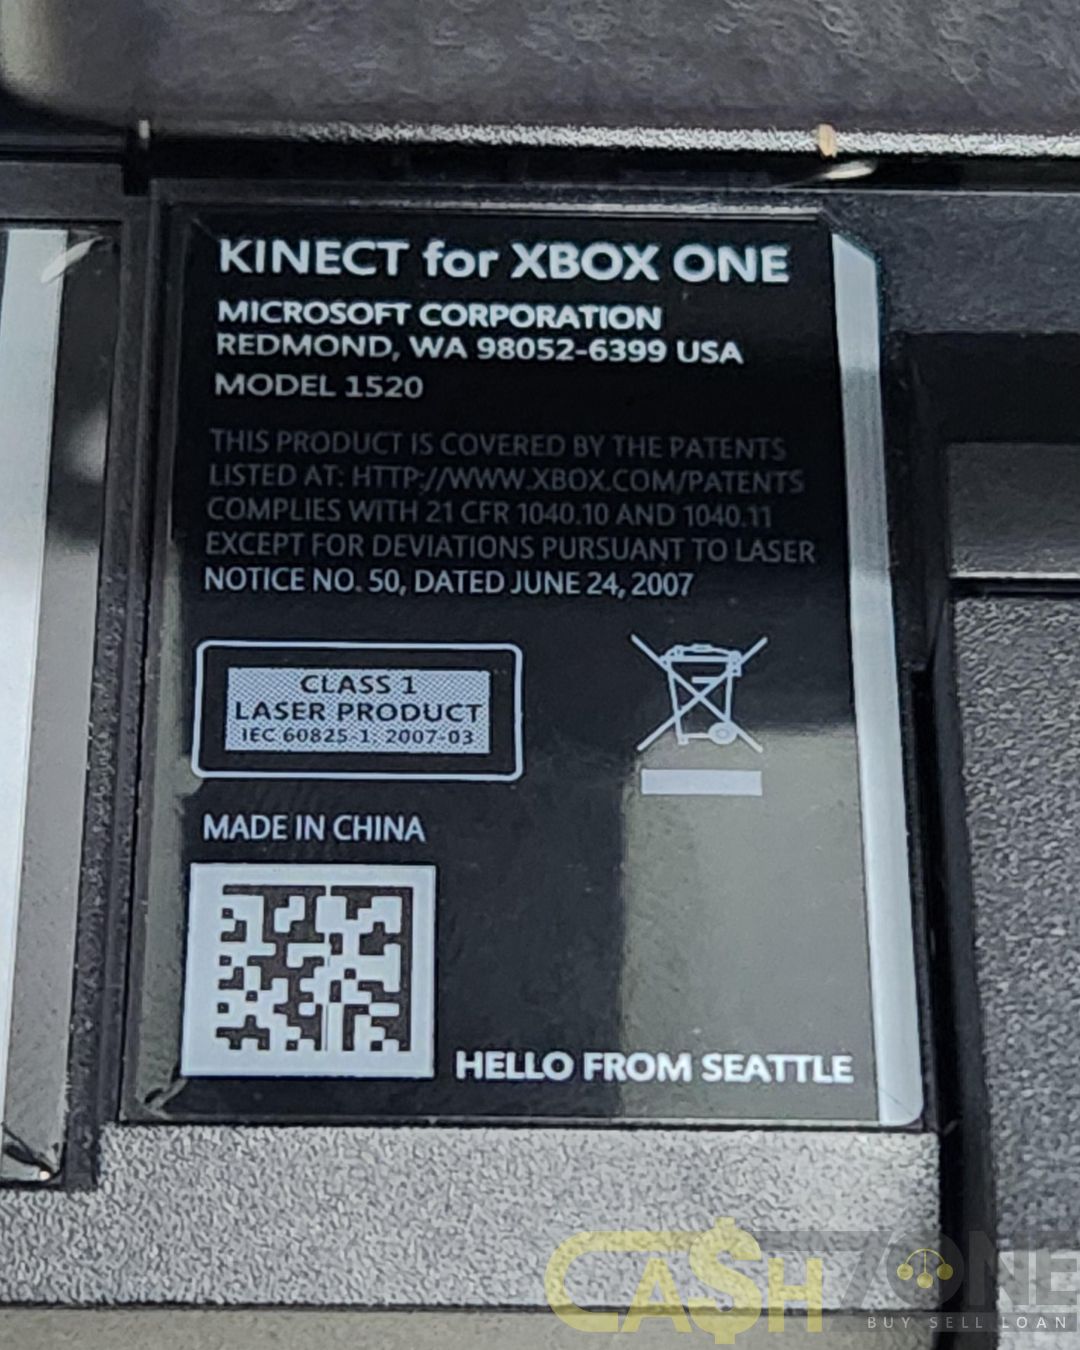 KINECT for XBOX ONE
MICROSOFT CORPORATION
REDMOND, WA 98052-6399 USA
MODEL 1520
THIS PRODUCT IS COVERED BY THE PATENTS
LISTED AT: HTTP://WWW.XBOX.COM/PATENTS
COMPLIES WITH 21 CFR 1040.10 AND 1040.11
EXCEPT FOR DEVIATIONS PURSUANT TO LASER
NOTICE NO. 50, DATED JUNE 24, 2007
CLASS 1
LASER PRODUCT
IEC 60825-1: 2007-03
MADE IN CHINA
HELLO FROM SEATTLE
CA$H ZONE
BUY SELL LOAN